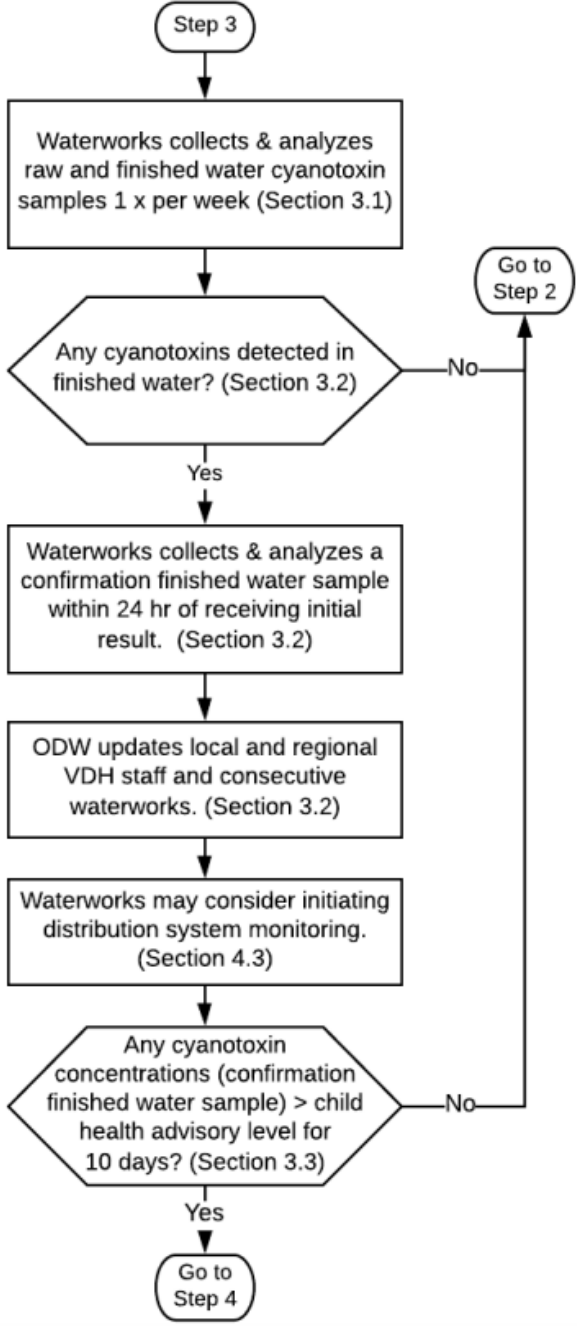 Step 3
Waterworks collects & analyzes
raw and finished water cyanotoxin
samples 1 x per week (Section 3.1)
Go to
Step 2
Any cyanotoxins detected in
finished water? (Section 3.2)
No
Yes
Waterworks collects & analyzes a
confirmation finished water sample
within 24 hr of receiving initial
result.  (Section 3.2)
ODW updates local and regional
VDH staff and consecutive
waterworks. (Section 3.2)
Waterworks may consider initiating
distribution system monitoring.
(Section 4.3)
Any cyanotoxin
concentrations (confirmation
finished water sample) > child
health advisory level for
10 days? (Section 3.3)
No
Yes
Go to
Step 4